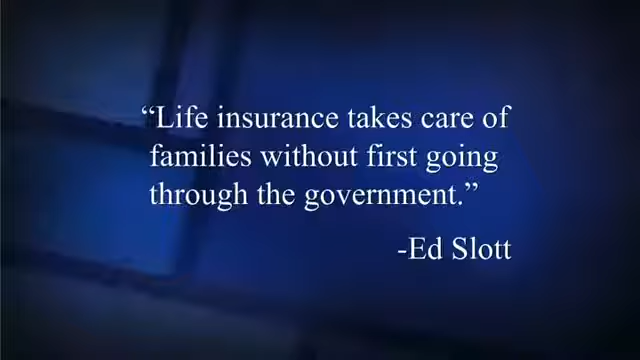 “Life insurance takes care of
families without first going
through the government.”
-Ed Slott